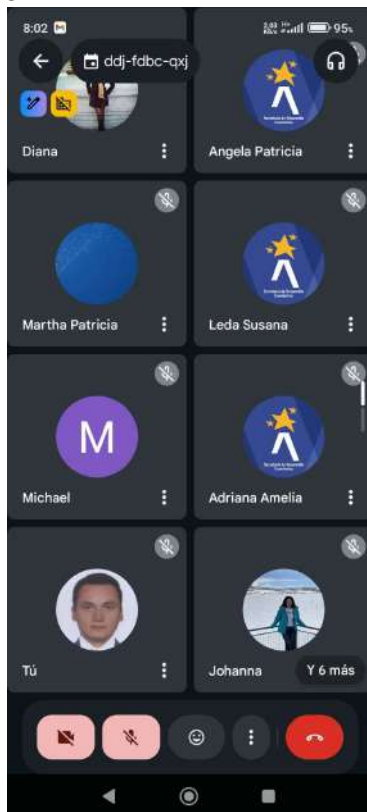 8:02
95%
ddj-fdbc-qxj
Diana
Angela Patricia
Martha Patricia
Leda Susana
M
Michael
Adriana Amelia
Tú
Johanna
Y 6 más